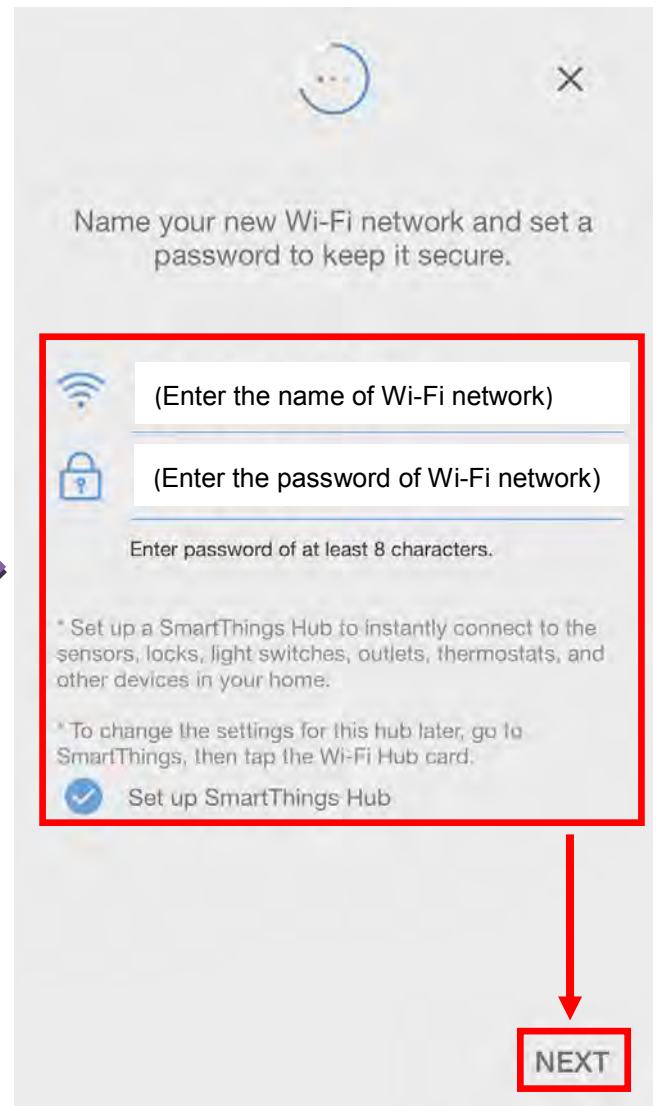 Name your new Wi-Fi network and set a
password to keep it secure.
(Enter the name of Wi-Fi network)
(Enter the password of Wi-Fi network)
Enter password of at least 8 characters.
* Set up a SmartThings Hub to instantly connect to the
sensors, locks, light switches, outlets, thermostats, and
other devices in your home.
* To change the settings for this hub later, go to
SmartThings, then tap the Wi-Fi Hub card.
Set up SmartThings Hub
NEXT